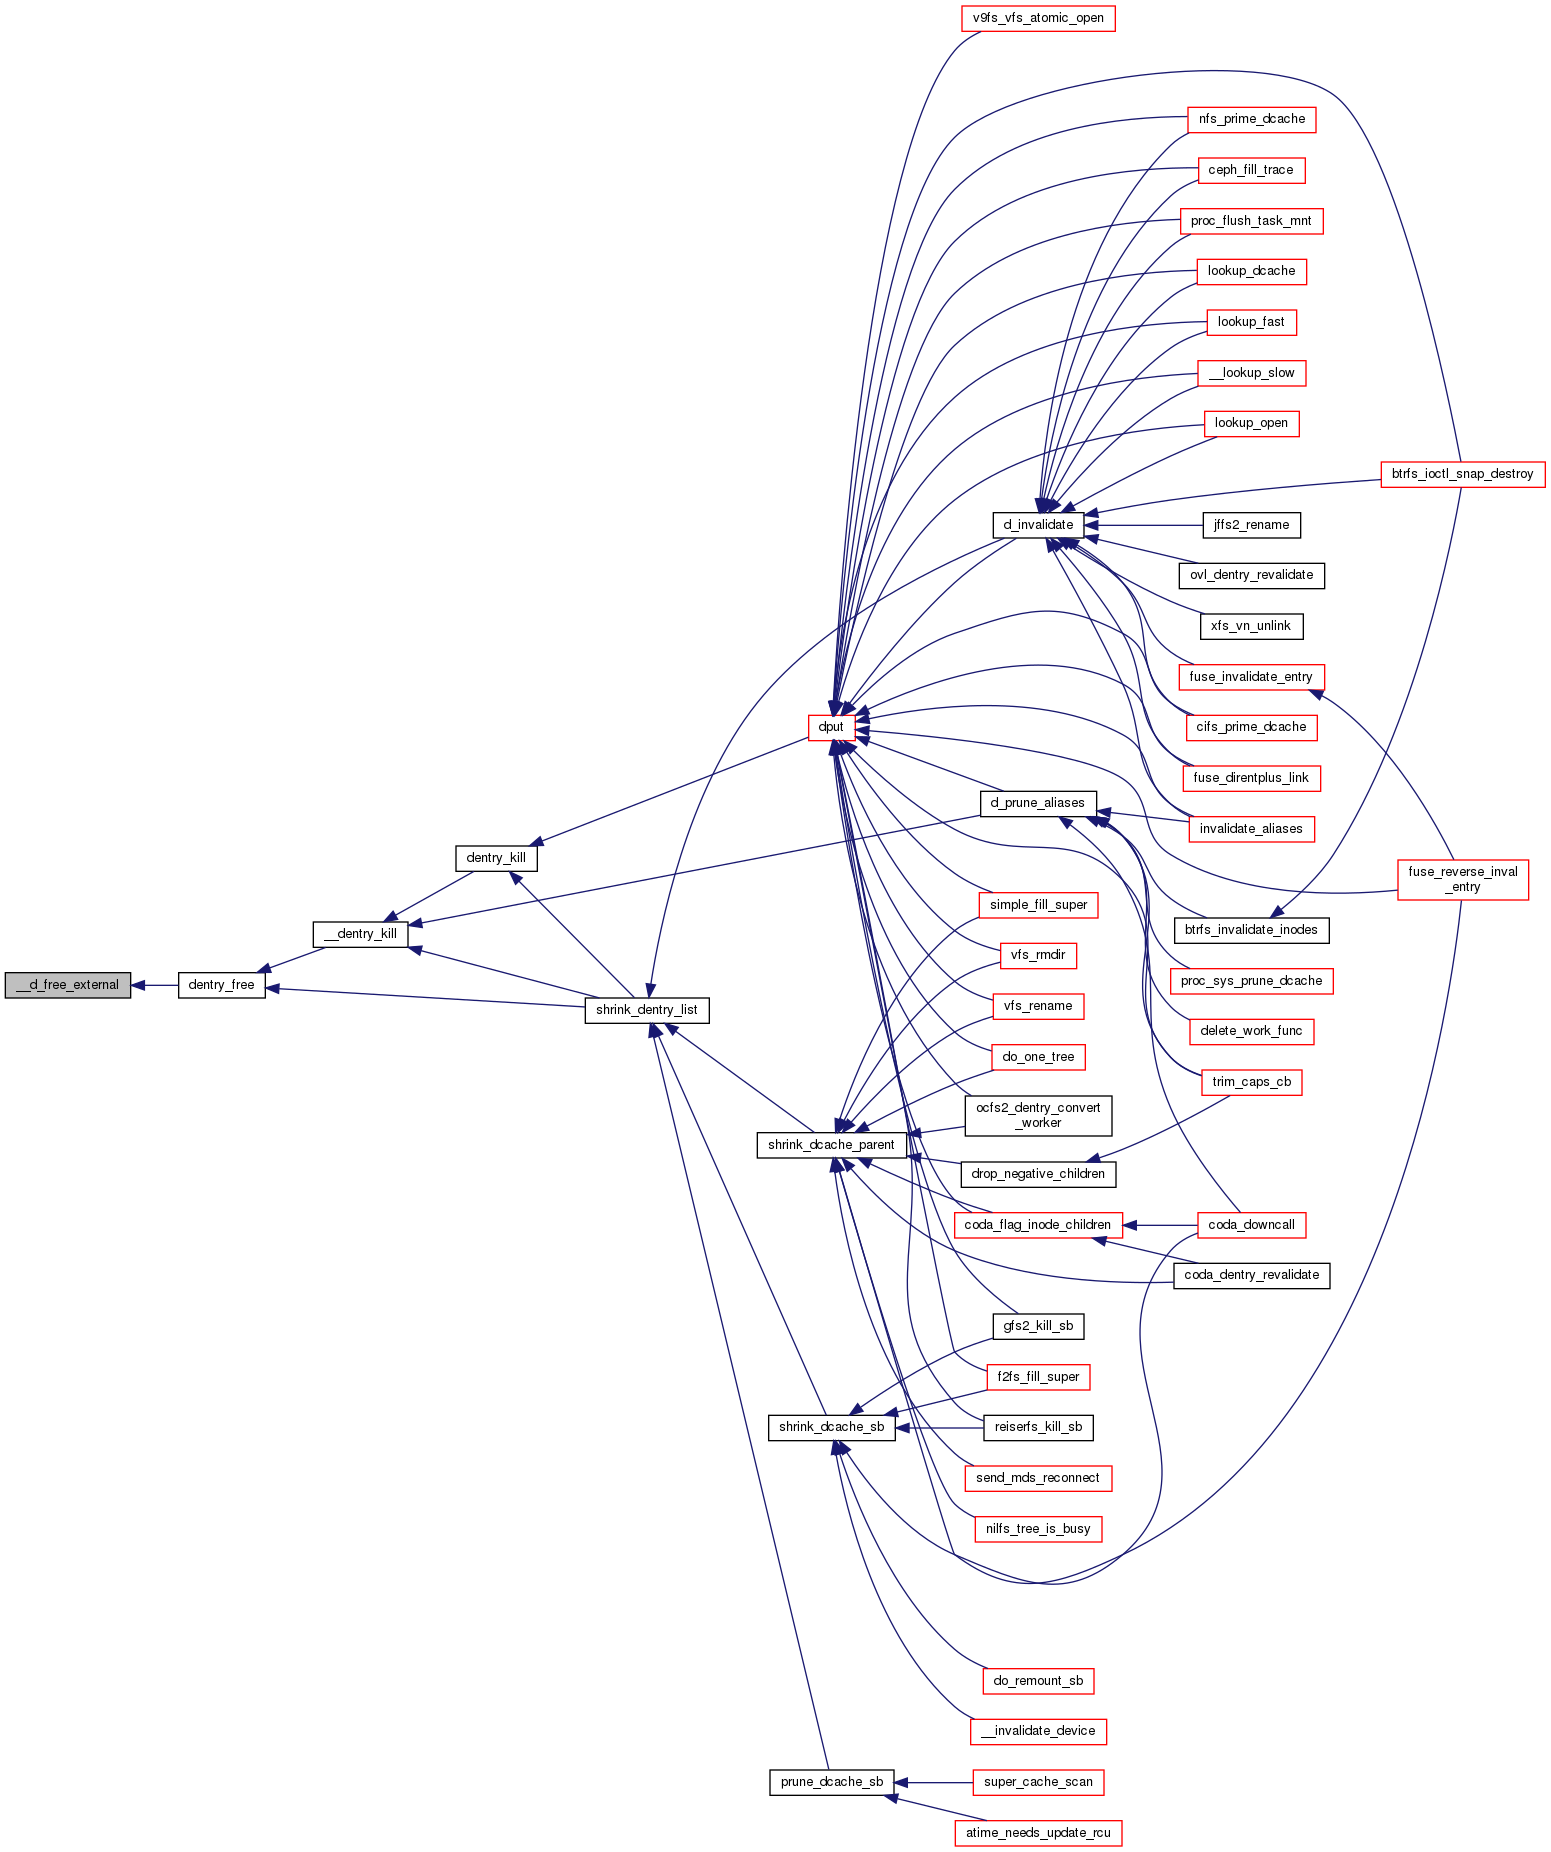 v9fs_vfs_atomic_open
nfs_prime_dcache
ceph_fill_trace
proc_flush_task_mnt
lookup_dcache
lookup_fast
__lookup_slow
lookup_open
btrfs_ioctl_snap_destroy
d_invalidate
jffs2_rename
ovl_dentry_revalidate
xfs_vn_unlink
fuse_invalidate_entry
dput
cifs_prime_dcache
fuse_direntplus_link
d_prune_aliases
invalidate_aliases
dentry_kill
fuse_reverse_inval
_entry
simple_fill_super
__dentry_kill
btrfs_invalidate_inodes
vfs_rmdir
__d_free_external
dentry_free
proc_sys_prune_dcache
shrink_dentry_list
vfs_rename
delete_work_func
do_one_tree
trim_caps_cb
ocfs2_dentry_convert
_worker
shrink_dcache_parent
drop_negative_children
coda_flag_inode_children
coda_downcall
coda_dentry_revalidate
gfs2_kill_sb
f2fs_fill_super
shrink_dcache_sb
reiserfs_kill_sb
send_mds_reconnect
nilfs_tree_is_busy
do_remount_sb
__invalidate_device
prune_dcache_sb
super_cache_scan
atime_needs_update_rcu